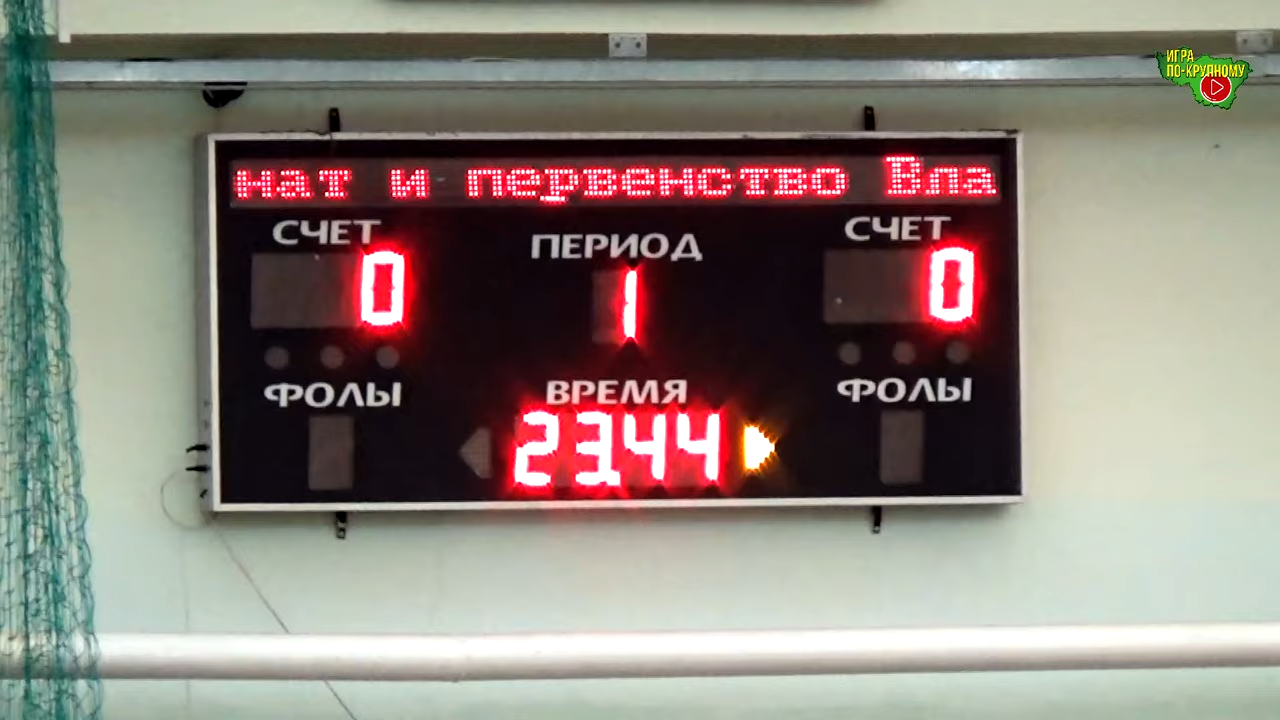 ИГРА
ПО-КРУПНОМУ
нат и первенство Вла
СЧЕТ ПЕРИОД СЧЕТ
0 1 0
ФОЛЫ ВРЕМЯ ФОЛЫ
23.44